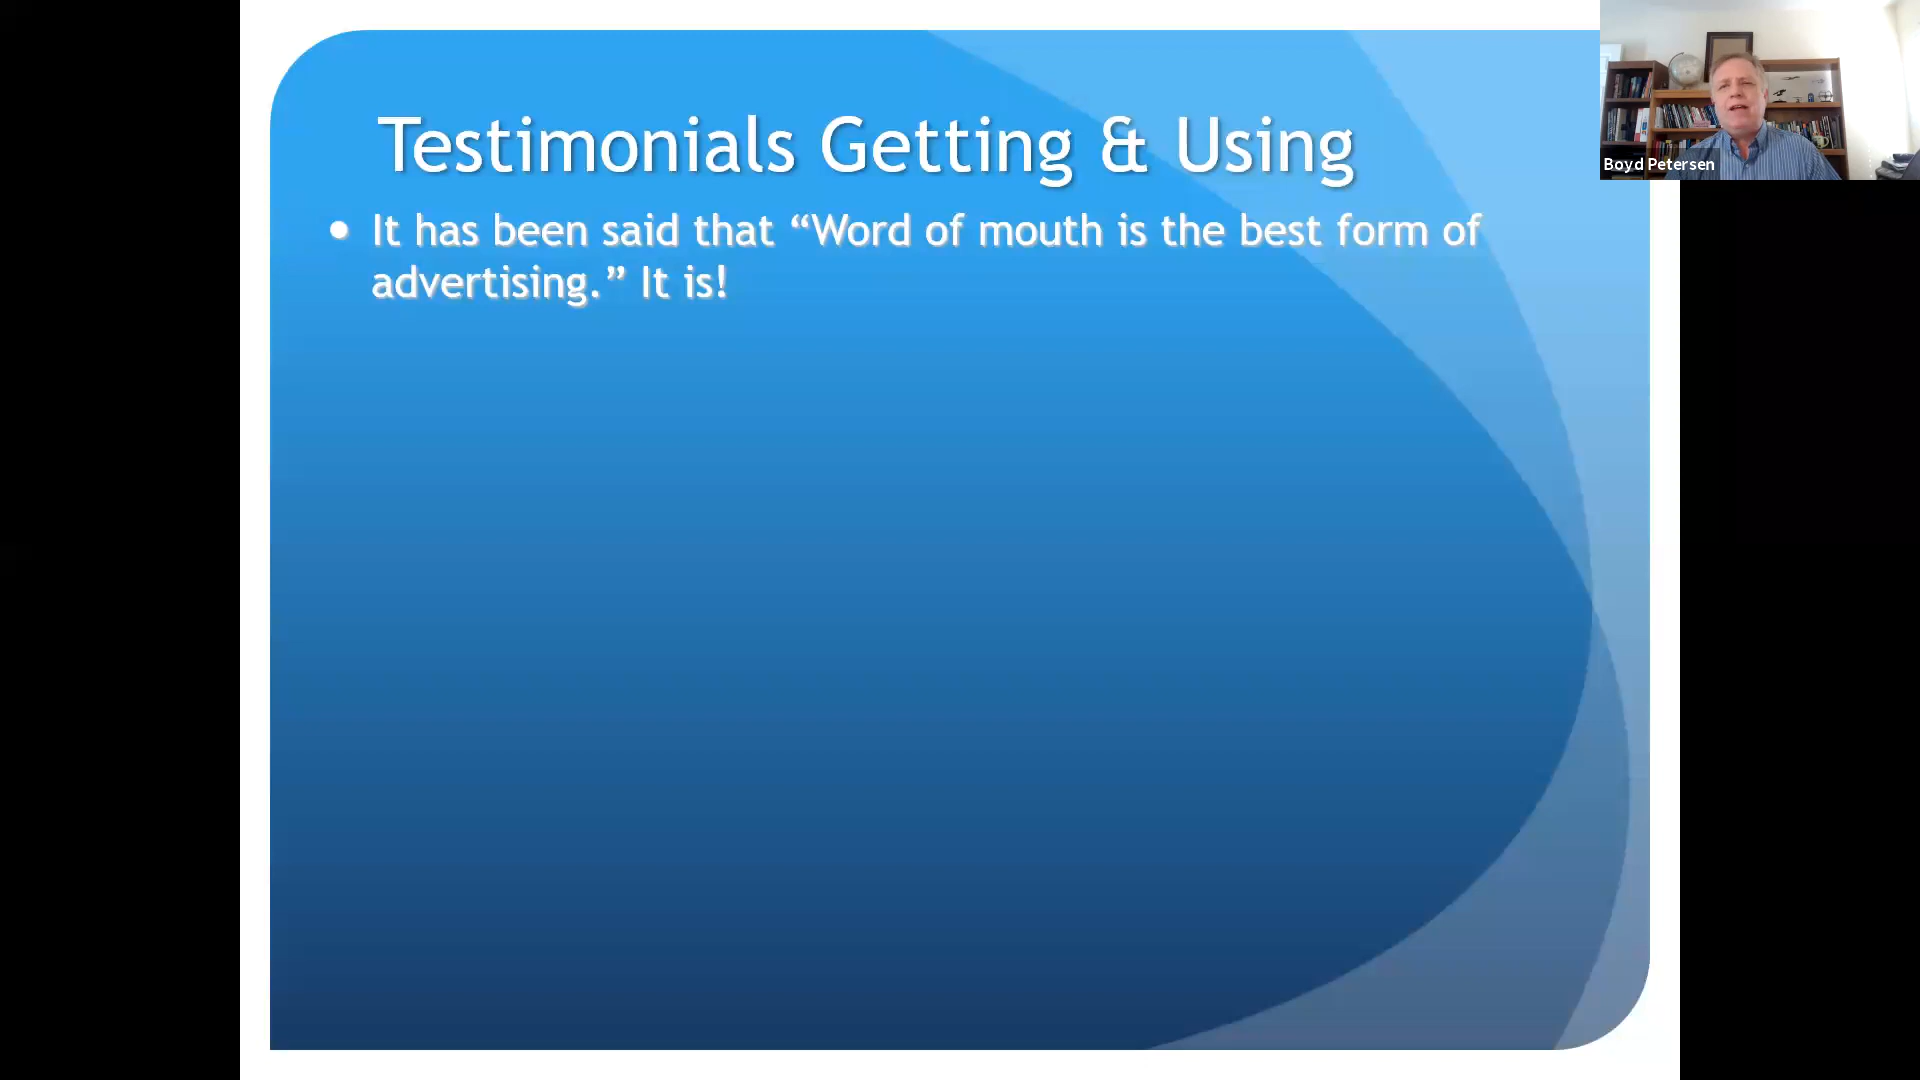 Testimonials Getting & Using
• It has been said that “Word of mouth is the best form of
advertising.” It is!
Boyd Petersen